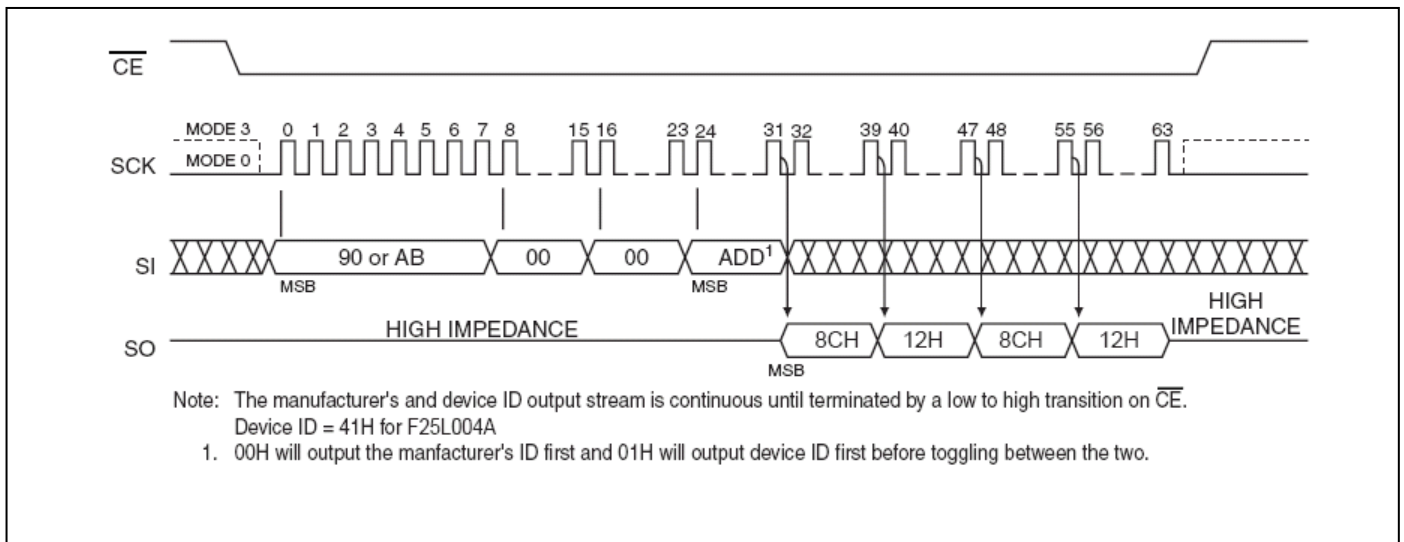 CE
MODE 3 0 1 2 3 4 5 6 7 8 15 16 23 24 31 32 39 40 47 48 55 56 63
SCK MODE 0
SI 90 or AB 00 00 ADD1
MSB MSB
HIGH IMPEDANCE
SO HIGH IMPEDANCE 8CH 12H 8CH 12H
MSB
Note: The manufacturer's and device ID output stream is continuous until terminated by a low to high transition on CE.
Device ID = 41H for F25L004A
1. 00H will output the manfacturer's ID first and 01H will output device ID first before toggling between the two.